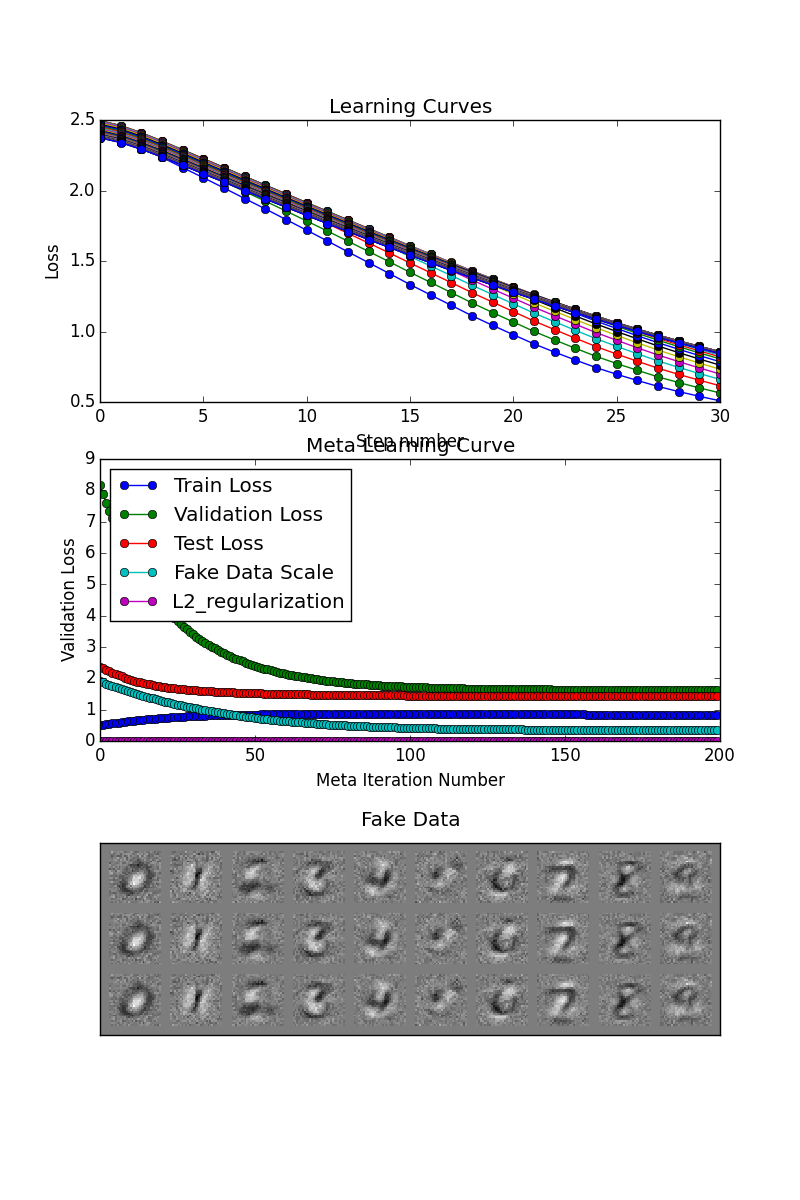 Learning Curves
2.5
2.0
1.5
1.0
0.5
Loss
0 5 10 15 20 25 30
Step number
Meta Learning Curve
9
8
7
6
5
4
3
2
1
0
Validation Loss
Train Loss
Validation Loss
Test Loss
Fake Data Scale
L2_regularization
0 50 100 150 200
Meta Iteration Number
Fake Data